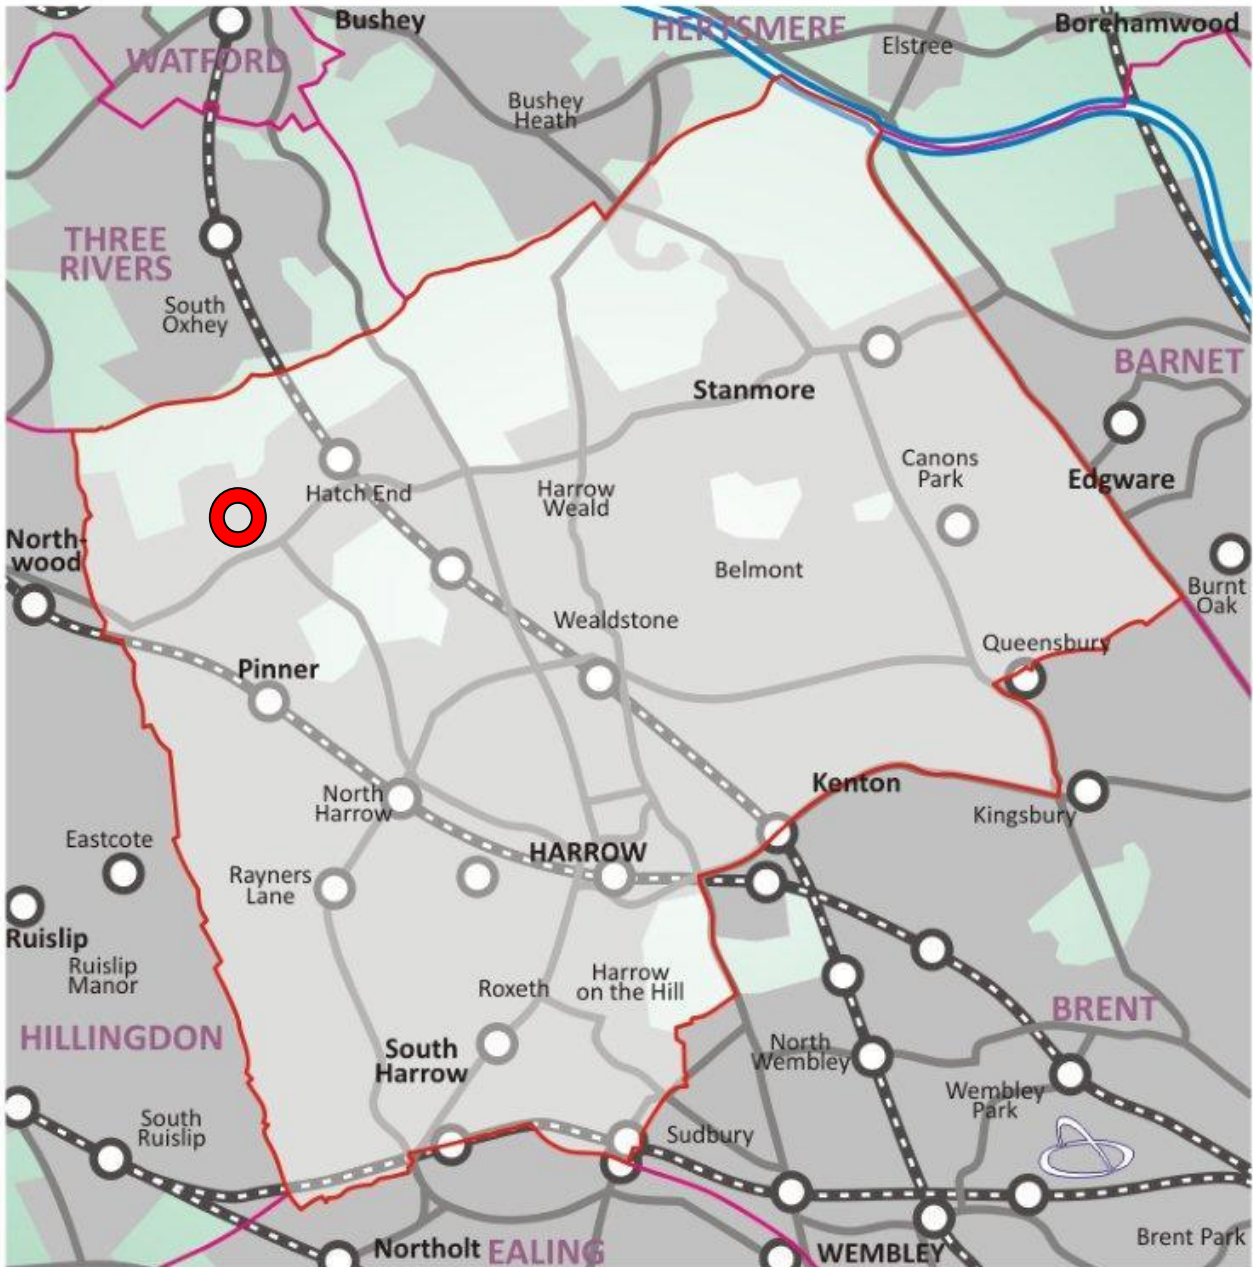 Bushey
HERTSMERE
Borehamwood
WATFORD
Elstree
Bushey
Heath
THREE
RIVERS
South
Oxhey
BARNET
Stanmore
Canons
Park
Edgware
Hatch End
Harrow
Weald
North-
wood
Belmont
Burnt
Oak
Wealdstone
Queensbury
Pinner
Kenton
North
Harrow
Kingsbury
Eastcote
HARROW
Rayners
Lane
Ruislip
Ruislip
Manor
Roxeth
Harrow
on the Hill
HILLINGDON
BRENT
South
Harrow
North
Wembley
Wembley
Park
South
Ruislip
Sudbury
Northolt
EALING
WEMBLEY
Brent Park